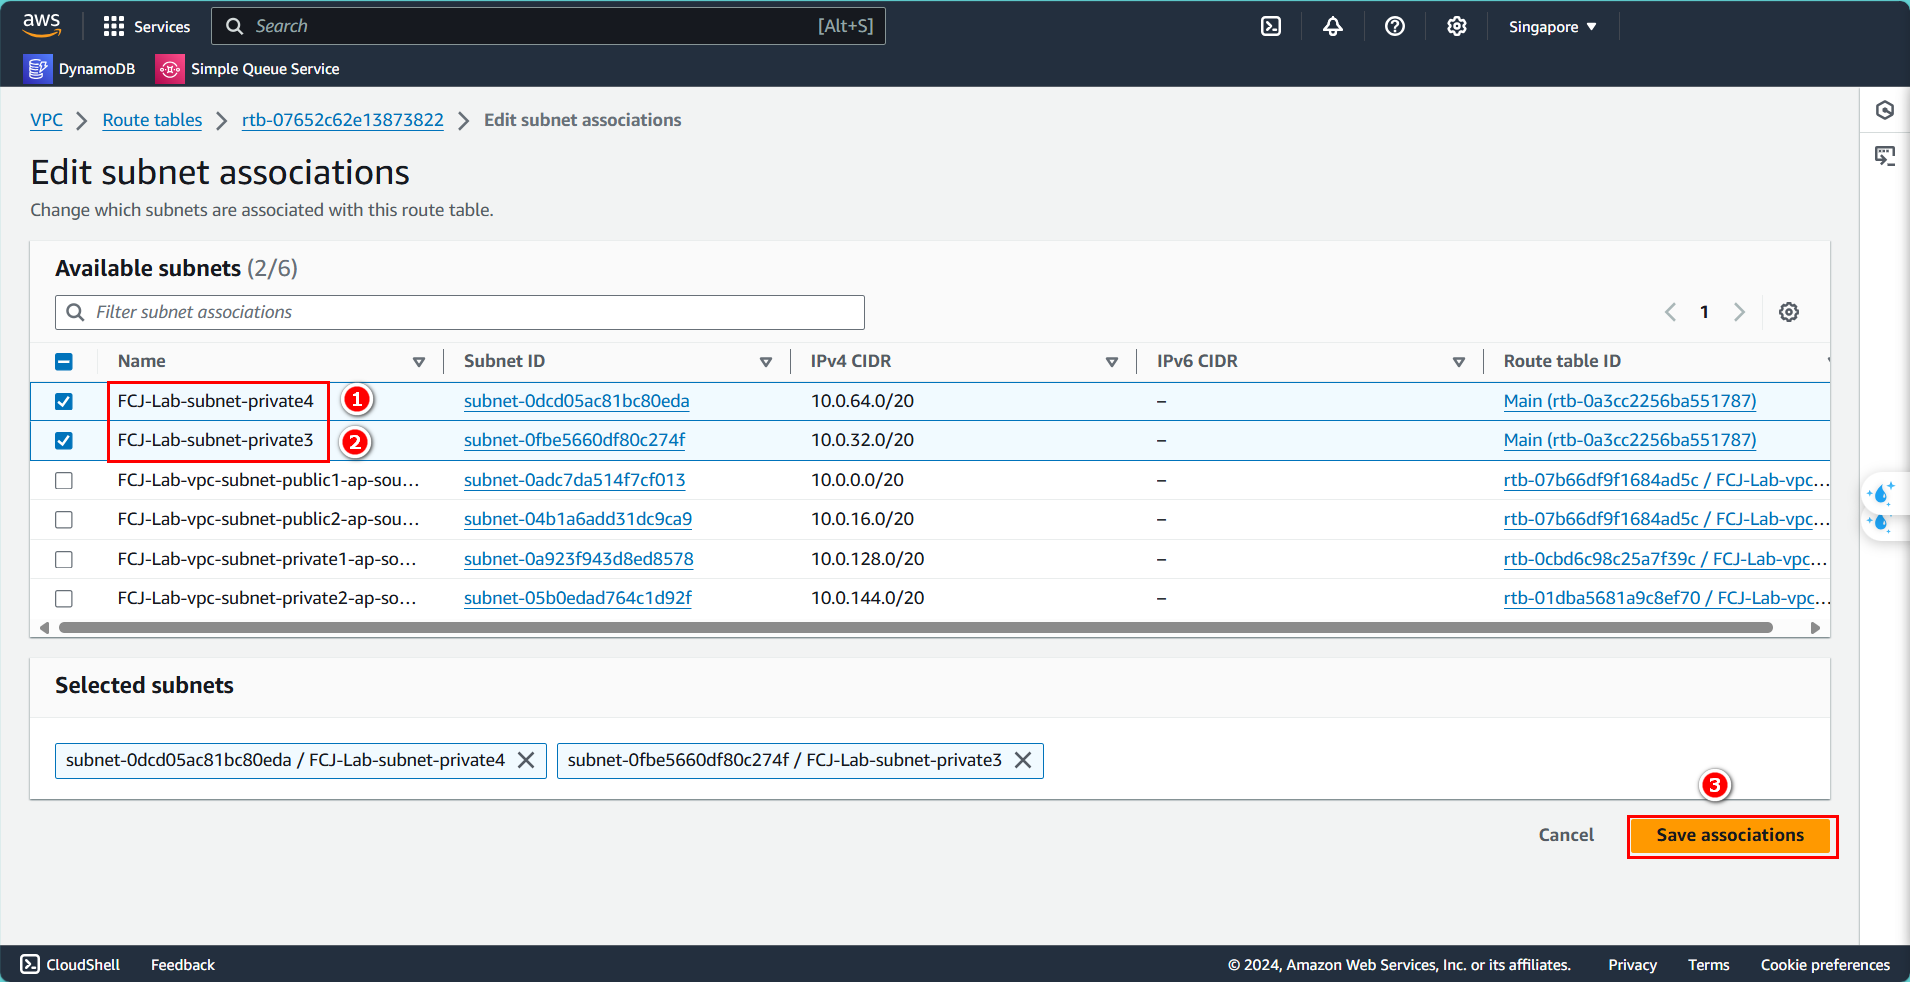 aws Services Search [Alt+S] Singapore
DynamoDB Simple Queue Service
VPC Route tables rtb-07652c62e13873822 Edit subnet associations
Edit subnet associations
Change which subnets are associated with this route table.
Available subnets (2/6)
Filter subnet associations 1
Name Subnet ID IPv4 CIDR IPv6 CIDR Route table ID
FCJ-Lab-subnet-private4 1 subnet-0dcd05ac81bc80eda 10.0.64.0/20 – Main (rtb-0a3cc2256ba551787)
FCJ-Lab-subnet-private3 2 subnet-0fbe5660df80c274f 10.0.32.0/20 – Main (rtb-0a3cc2256ba551787)
FCJ-Lab-vpc-subnet-public1-ap-sou... subnet-0adc7da514f7cf013 10.0.0.0/20 – rtb-07b66df9f1684ad5c / FCJ-Lab-vpc...
FCJ-Lab-vpc-subnet-public2-ap-sou... subnet-04b1a6add31dc9ca9 10.0.16.0/20 – rtb-07b66df9f1684ad5c / FCJ-Lab-vpc...
FCJ-Lab-vpc-subnet-private1-ap-so... subnet-0a923f943d8ed8578 10.0.128.0/20 – rtb-0cbd6c98c25a7f39c / FCJ-Lab-vpc...
FCJ-Lab-vpc-subnet-private2-ap-so... subnet-05b0edad764c1d92f 10.0.144.0/20 – rtb-01dba5681a9c8ef70 / FCJ-Lab-vpc...
Selected subnets
subnet-0dcd05ac81bc80eda / FCJ-Lab-subnet-private4 subnet-0fbe5660df80c274f / FCJ-Lab-subnet-private3
3
Cancel Save associations
CloudShell Feedback © 2024, Amazon Web Services, Inc. or its affiliates. Privacy Terms Cookie preferences